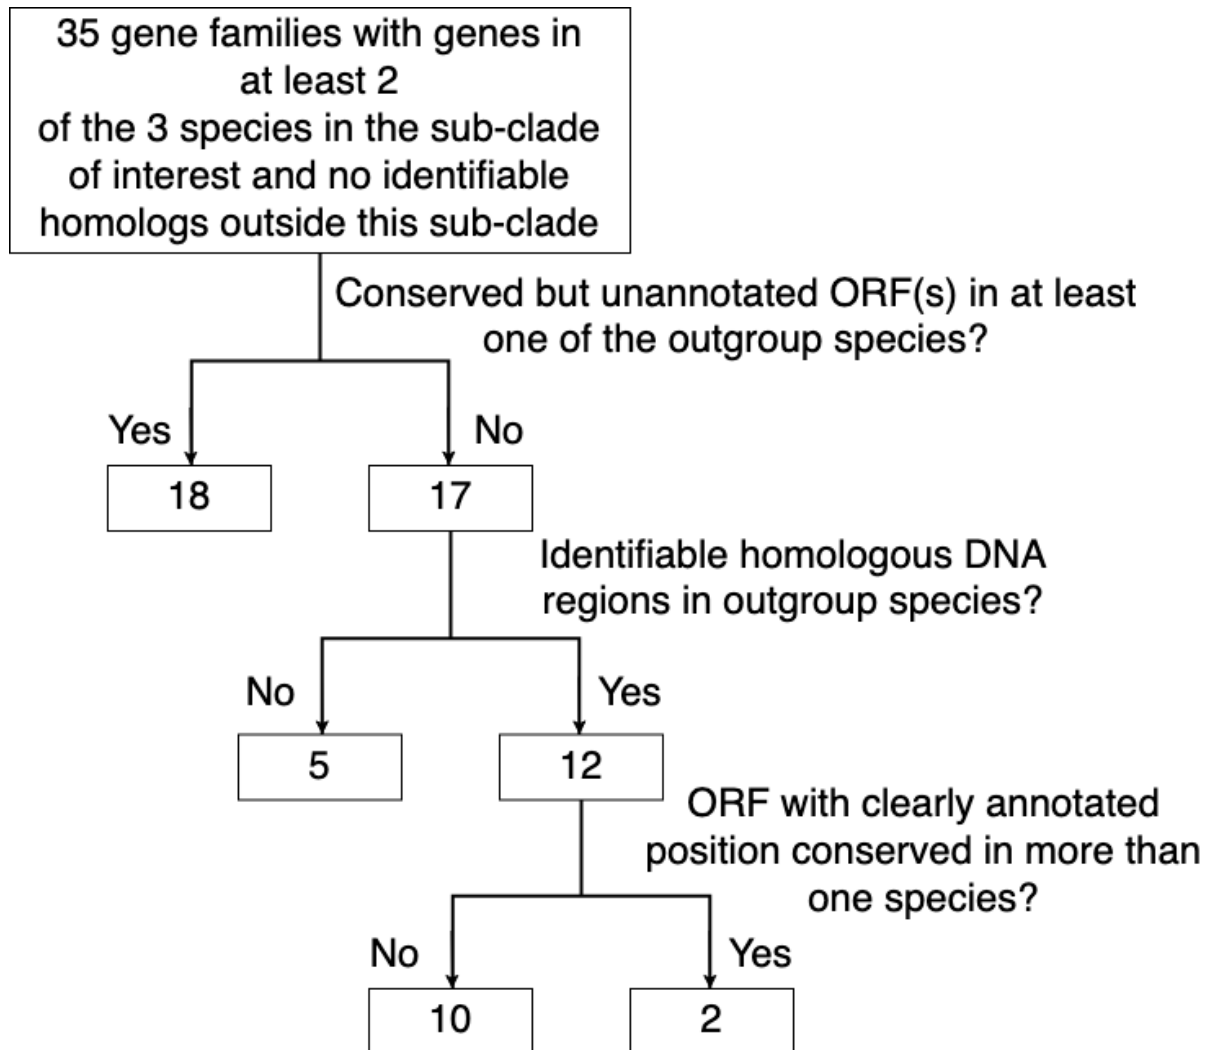 35 gene families with genes in
at least 2
of the 3 species in the sub-clade
of interest and no identifiable
homologs outside this sub-clade
Conserved but unannotated ORF(s) in at least
one of the outgroup species?
Yes
No
18
17
Identifiable homologous DNA
regions in outgroup species?
No
Yes
5
12
ORF with clearly annotated
position conserved in more than
one species?
No
Yes
10
2